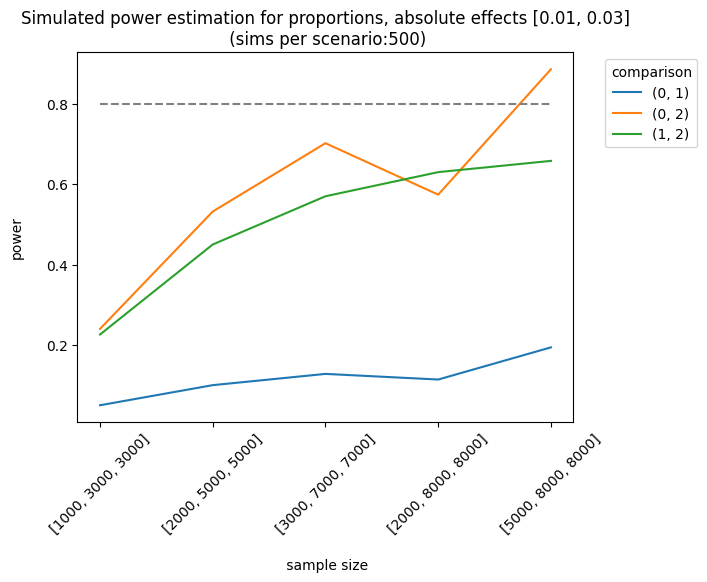 Simulated power estimation for proportions, absolute effects [0.01, 0.03]
(sims per scenario:500)
comparison
(0, 1)
(0, 2)
(1, 2)
0.8
0.6
0.4
0.2
power
[1000, 3000, 3000]
[2000, 5000, 5000]
[3000, 7000, 7000]
[2000, 8000, 8000]
[5000, 8000, 8000]
sample size